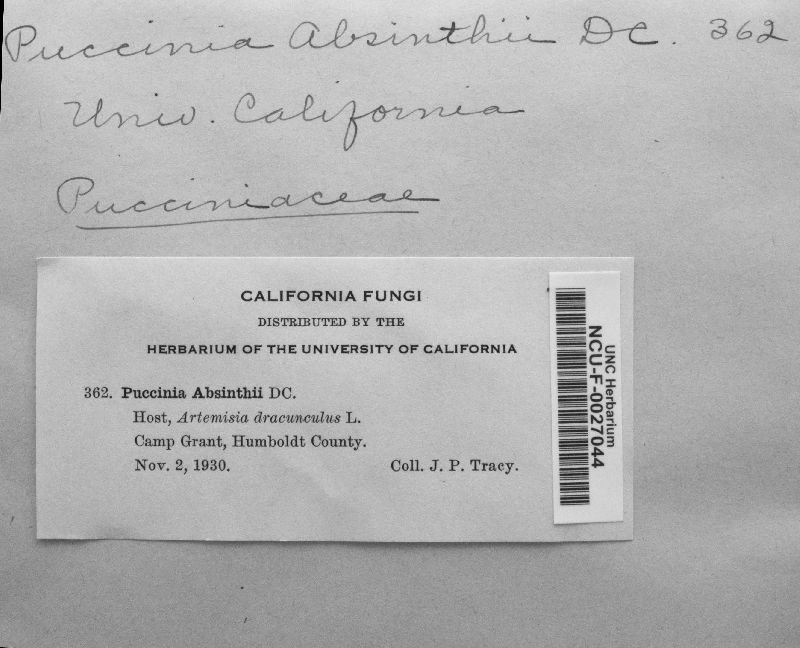 Puccinia Absinthii DC. 362
Univ. California
Pucciniaceae
CALIFORNIA FUNGI
DISTRIBUTED BY THE
HERBARIUM OF THE UNIVERSITY OF CALIFORNIA
362. Puccinia Absinthii DC.
Host, Artemisia dracunculus L.
Camp Grant, Humboldt County.
Nov. 2, 1930. Coll. J. P. Tracy.
UNC Herbarium
NCU-F-0027044